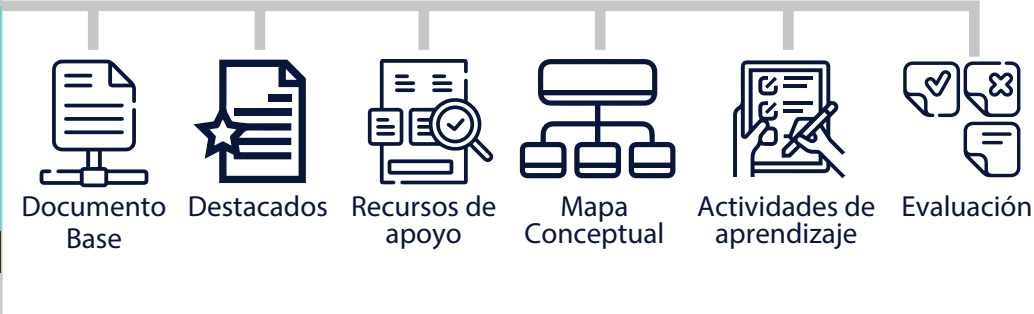 Documento
Base
Destacados
Recursos de
apoyo
Mapa
Conceptual
Actividades de
aprendizaje
Evaluación